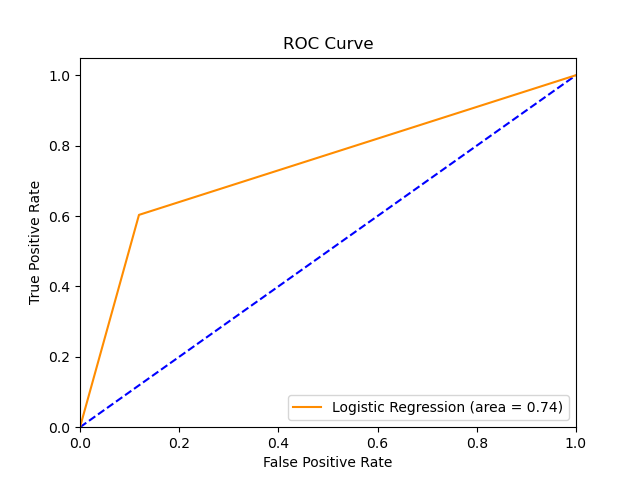 ROC Curve
True Positive Rate
1.0
0.8
0.6
0.4
0.2
0.0
Logistic Regression (area = 0.74)
0.0 0.2 0.4 0.6 0.8 1.0
False Positive Rate